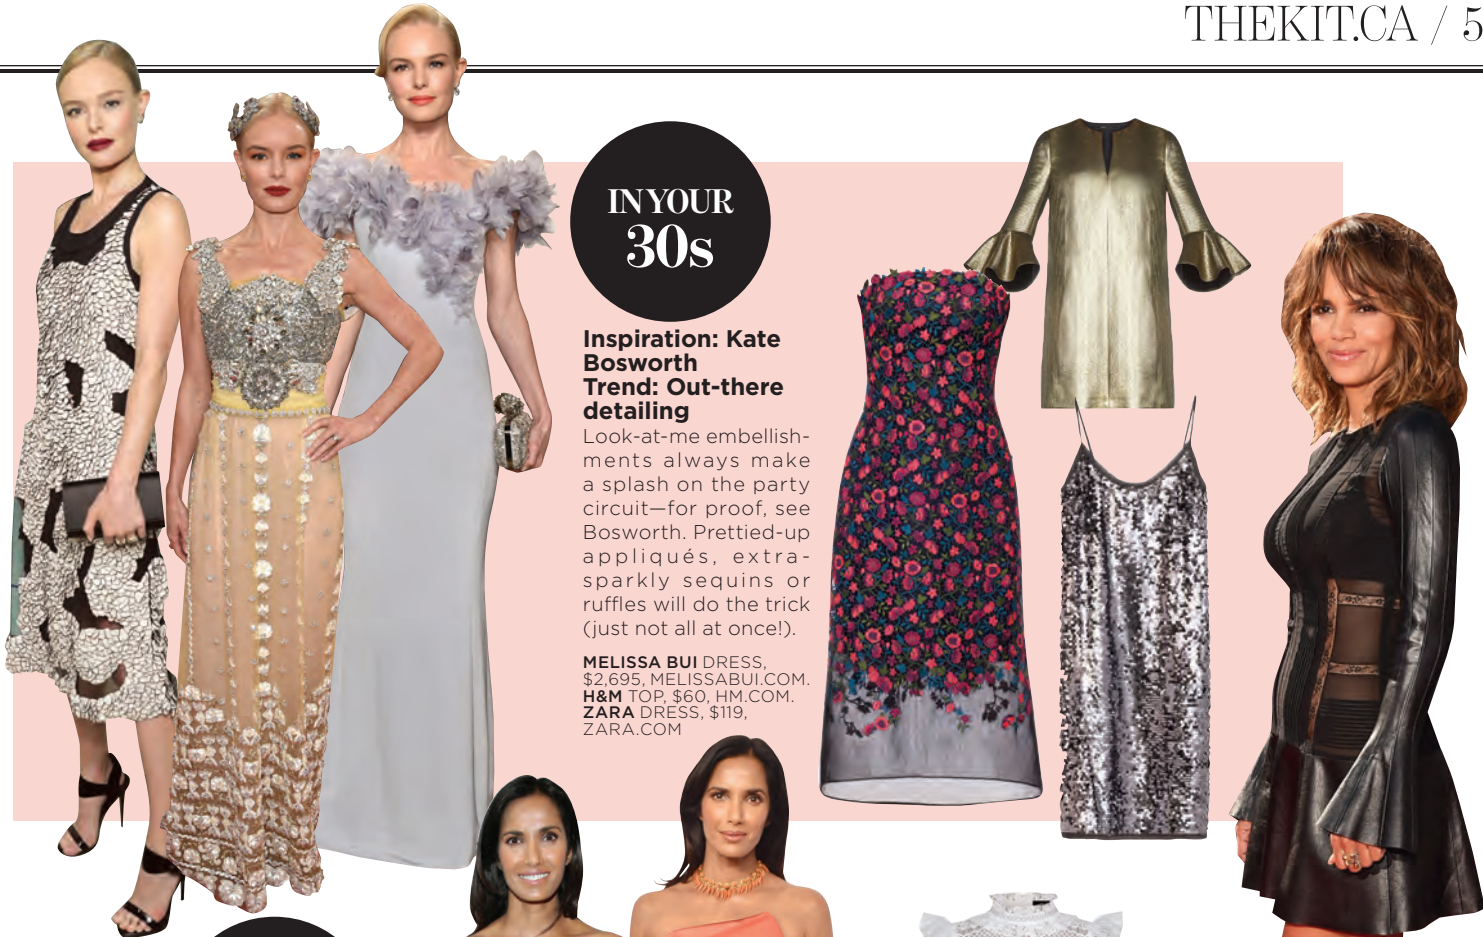 THEKIT.CA / 5
IN YOUR
30s
Inspiration: Kate
Bosworth
Trend: Out-there
detailing
Look-at-me embellish-
ments always make
a splash on the party
circuit—for proof, see
Bosworth. Prettied-up
appliqués, extra-
sparkly sequins or
ruffles will do the trick
(just not all at once!).
MELISSA BUI DRESS,
$2,695, MELISSABUI.COM.
H&M TOP, $60, HM.COM.
ZARA DRESS, $119,
ZARA.COM